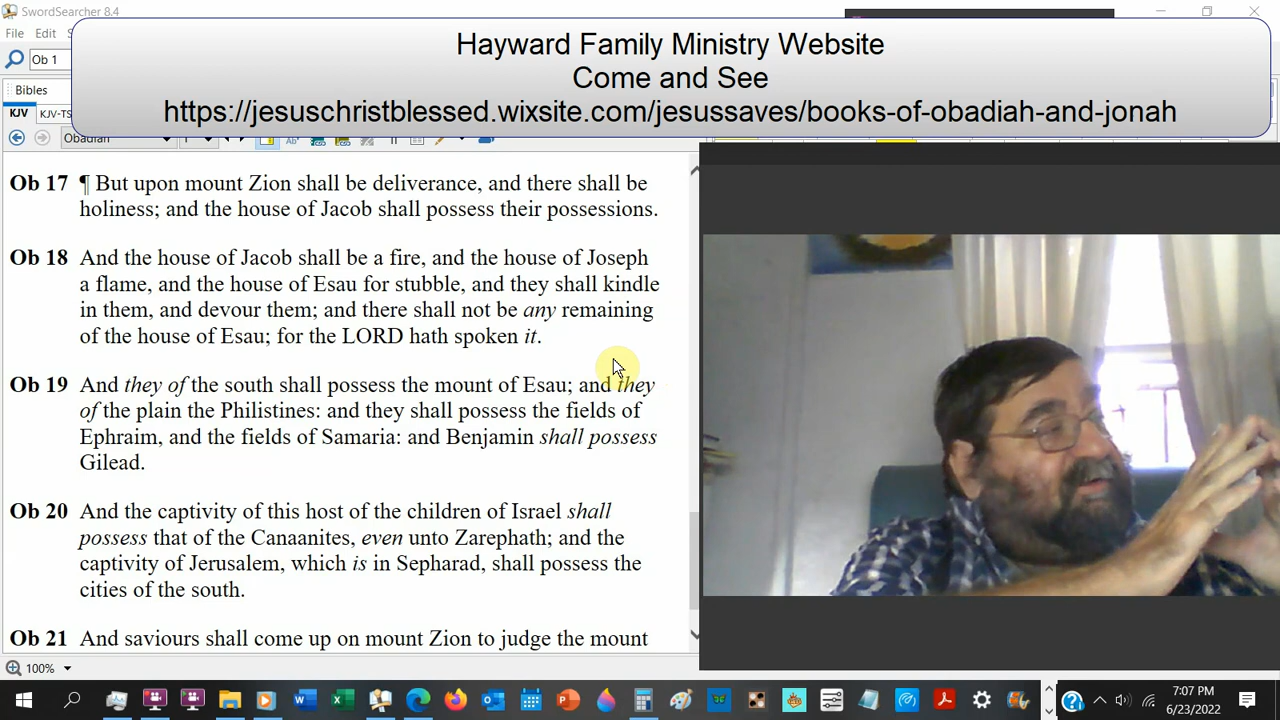 SwordSearcher 8.4
File Edit
Ob 1
Hayward Family Ministry Website
Come and See
https://jesuschristblessed.wixsite.com/jesussaves/books-of-obadiah-and-jonah
Bibles
KJV KJV-TS
Obadiah 1
Ob 17 ¶ But upon mount Zion shall be deliverance, and there shall be
holiness; and the house of Jacob shall possess their possessions.
Ob 18 And the house of Jacob shall be a fire, and the house of Joseph
a flame, and the house of Esau for stubble, and they shall kindle
in them, and devour them; and there shall not be any remaining
of the house of Esau; for the LORD hath spoken it.
Ob 19 And they of the south shall possess the mount of Esau; and they
of the plain the Philistines: and they shall possess the fields of
Ephraim, and the fields of Samaria: and Benjamin shall possess
Gilead.
Ob 20 And the captivity of this host of the children of Israel shall
possess that of the Canaanites, even unto Zarephath; and the
captivity of Jerusalem, which is in Sepharad, shall possess the
cities of the south.
Ob 21 And saviours shall come up on mount Zion to judge the mount
100%
7:07 PM
6/23/2022